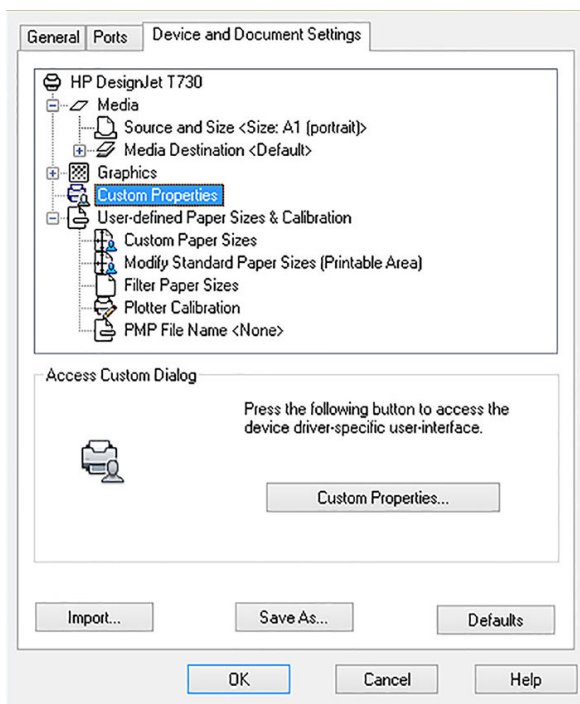 General Ports Device and Document Settings
HP DesignJet T730
Media
Source and Size <Size: A1 (portrait)>
Media Destination <Default>
Graphics
Custom Properties
User-defined Paper Sizes & Calibration
Custom Paper Sizes
Modify Standard Paper Sizes (Printable Area)
Filter Paper Sizes
Plotter Calibration
PMP File Name <None>
Access Custom Dialog
Press the following button to access the
device driver-specific user-interface.
Custom Properties...
Import... Save As... Defaults
OK Cancel Help